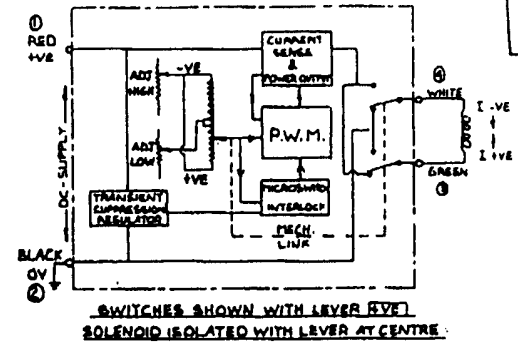 ①
RED
+VE
DC-SUPPLY
BLACK
0V
②
ADJ
HIGH
-VE
ADJ
LOW
+VE
TRANSIENT
SUPPRESSION
REGULATOR
CURRENT
SENSE
&
POWER OUTPUT
P.W.M.
MICROSWITCH
INTERLOCK
MECH.
LINK
④
WHITE
I -VE
I +VE
GREEN
③
SWITCHES SHOWN WITH LEVER +VE
SOLENOID ISOLATED WITH LEVER AT CENTRE